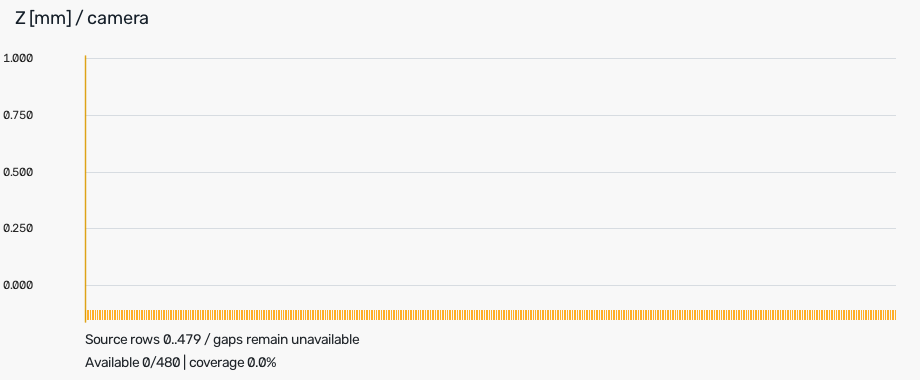 Z [mm] / camera
1.000
0.750
0.500
0.250
0.000
Source rows 0..479 / gaps remain unavailable
Available 0/480 | coverage 0.0%